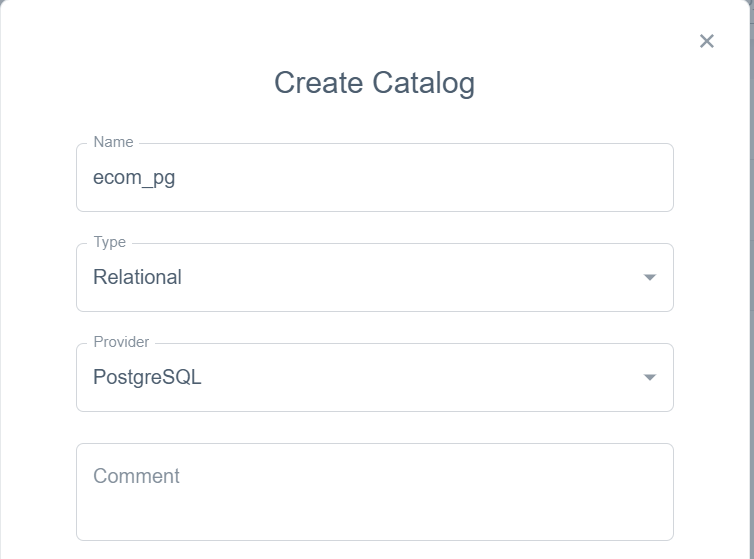 Create Catalog
Name
ecom_pg
Type
Relational
Provider
PostgreSQL
Comment